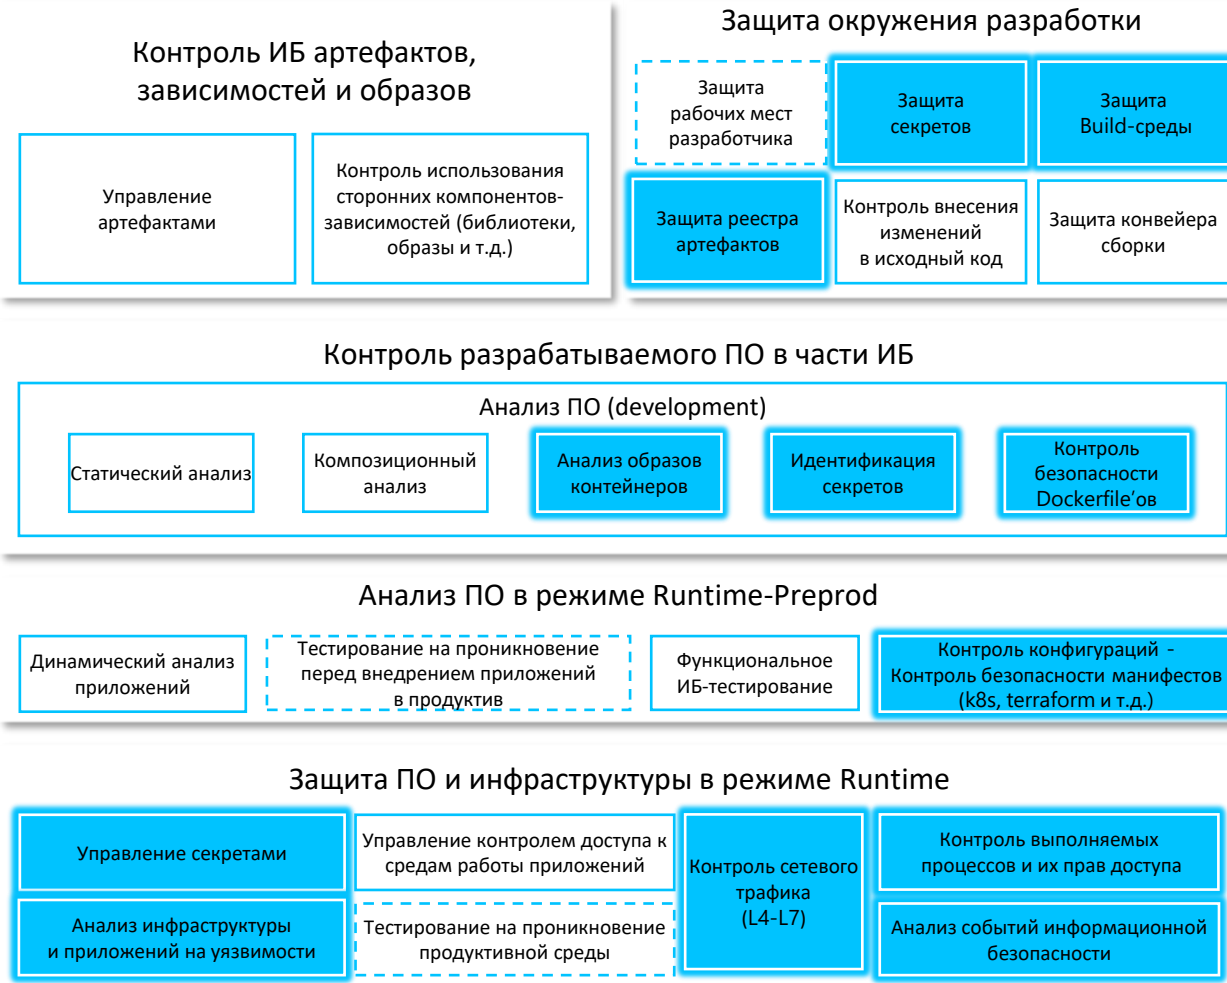 Контроль ИБ артефактов,
зависимостей и образов
Управление
артефактами
Контроль использования
сторонних компонентов-
зависимостей (библиотеки,
образы и т.д.)
Защита окружения разработки
Защита
рабочих мест
разработчика
Защита
секретов
Защита
Build-среды
Защита реестра
артефактов
Контроль внесения
изменений
в исходный код
Защита конвейера
сборки
Контроль разрабатываемого ПО в части ИБ
Анализ ПО (development)
Статический анализ
Композиционный
анализ
Анализ образов
контейнеров
Идентификация
секретов
Контроль
безопасности
Dockerfile’ов
Анализ ПО в режиме Runtime-Preprod
Динамический анализ
приложений
Тестирование на проникновение
перед внедрением приложений
в продуктив
Функциональное
ИБ-тестирование
Контроль конфигураций -
Контроль безопасности манифестов
(k8s, terraform и т.д.)
Защита ПО и инфраструктуры в режиме Runtime
Управление секретами
Управление контролем доступа к
средам работы приложений
Контроль сетевого
трафика
(L4-L7)
Контроль выполняемых
процессов и их прав доступа
Анализ инфраструктуры
и приложений на уязвимости
Тестирование на проникновение
продуктивной среды
Анализ событий информационной
безопасности